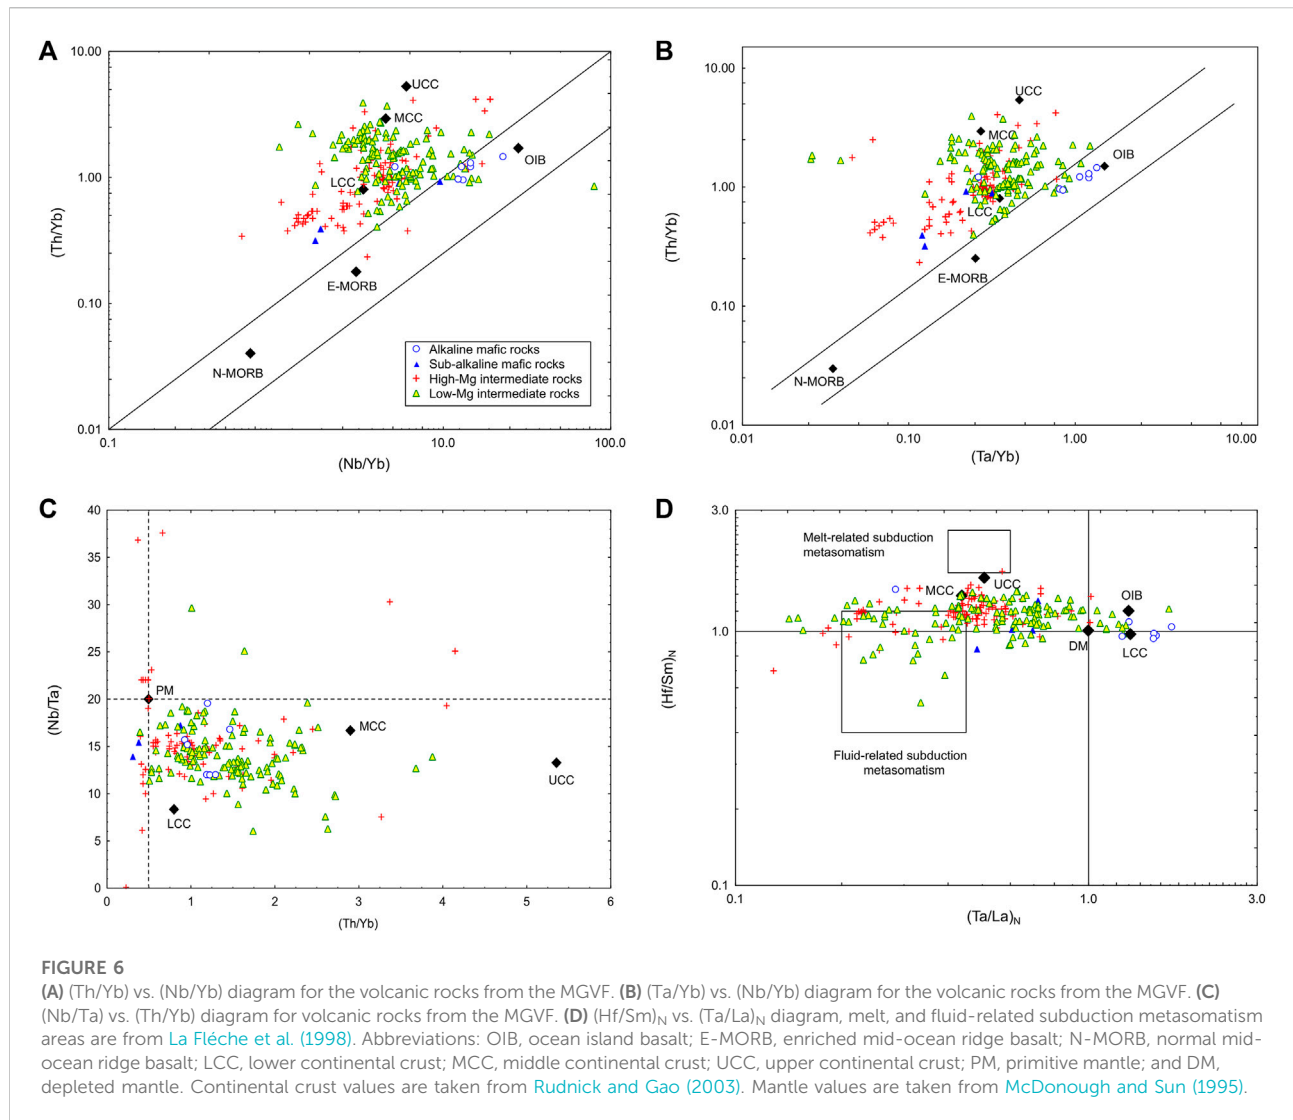 A
10.00
1.00
0.10
0.01
(Th/Yb)
UCC
MCC
OIB
LCC
E-MORB
N-MORB
Alkaline mafic rocks
Sub-alkaline mafic rocks
High-Mg intermediate rocks
Low-Mg intermediate rocks
0.1
10.0
100.0
(Nb/Yb)
B
10.00
1.00
0.10
0.01
(Th/Yb)
UCC
MCC
OIB
LCC
E-MORB
N-MORB
0.01
0.10
1.00
10.00
(Ta/Yb)
C
40
35
30
25
20
15
10
5
0
(Nb/Ta)
PM
MCC
UCC
LCC
0
1
2
3
4
5
6
(Th/Yb)
D
3.0
1.0
0.1
(Hf/Sm)N
Melt-related subduction
metasomatism
MCC
UCC
OIB
DM
LCC
Fluid-related subduction
metasomatism
0.1
1.0
3.0
(Ta/La)N
FIGURE 6
(A) (Th/Yb) vs. (Nb/Yb) diagram for the volcanic rocks from the MGVF. (B) (Ta/Yb) vs. (Nb/Yb) diagram for the volcanic rocks from the MGVF. (C)
(Nb/Ta) vs. (Th/Yb) diagram for volcanic rocks from the MGVF. (D) (Hf/Sm)N vs. (Ta/La)N diagram, melt, and fluid-related subduction metasomatism
areas are from La Fléche et al. (1998). Abbreviations: OIB, ocean island basalt; E-MORB, enriched mid-ocean ridge basalt; N-MORB, normal mid-
ocean ridge basalt; LCC, lower continental crust; MCC, middle continental crust; UCC, upper continental crust; PM, primitive mantle; and DM,
depleted mantle. Continental crust values are taken from Rudnick and Gao (2003). Mantle values are taken from McDonough and Sun (1995).